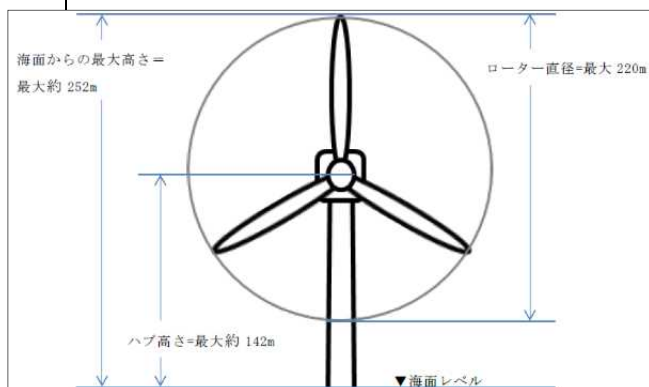 海面からの最大高さ＝
最大約 252m
ローター直径=最大 220m
ハブ高さ=最大約 142m
▼海面レベル